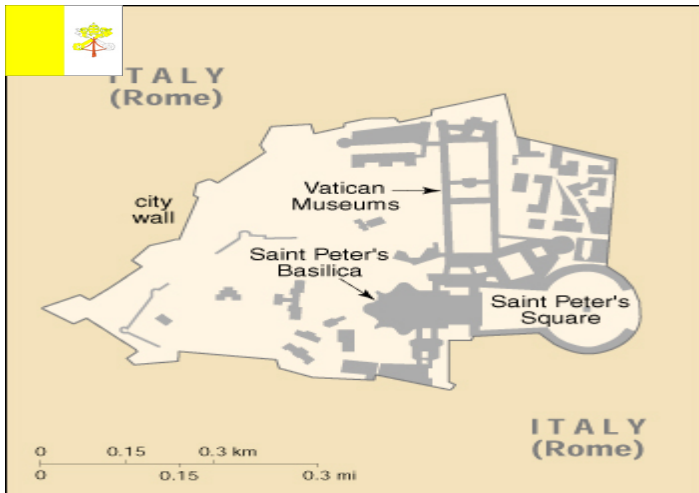 ITALY
(Rome)
city
wall
Vatican
Museums
Saint Peter's
Basilica
Saint Peter's
Square
ITALY
(Rome)
0 0.15 0.3 km
0 0.15 0.3 mi